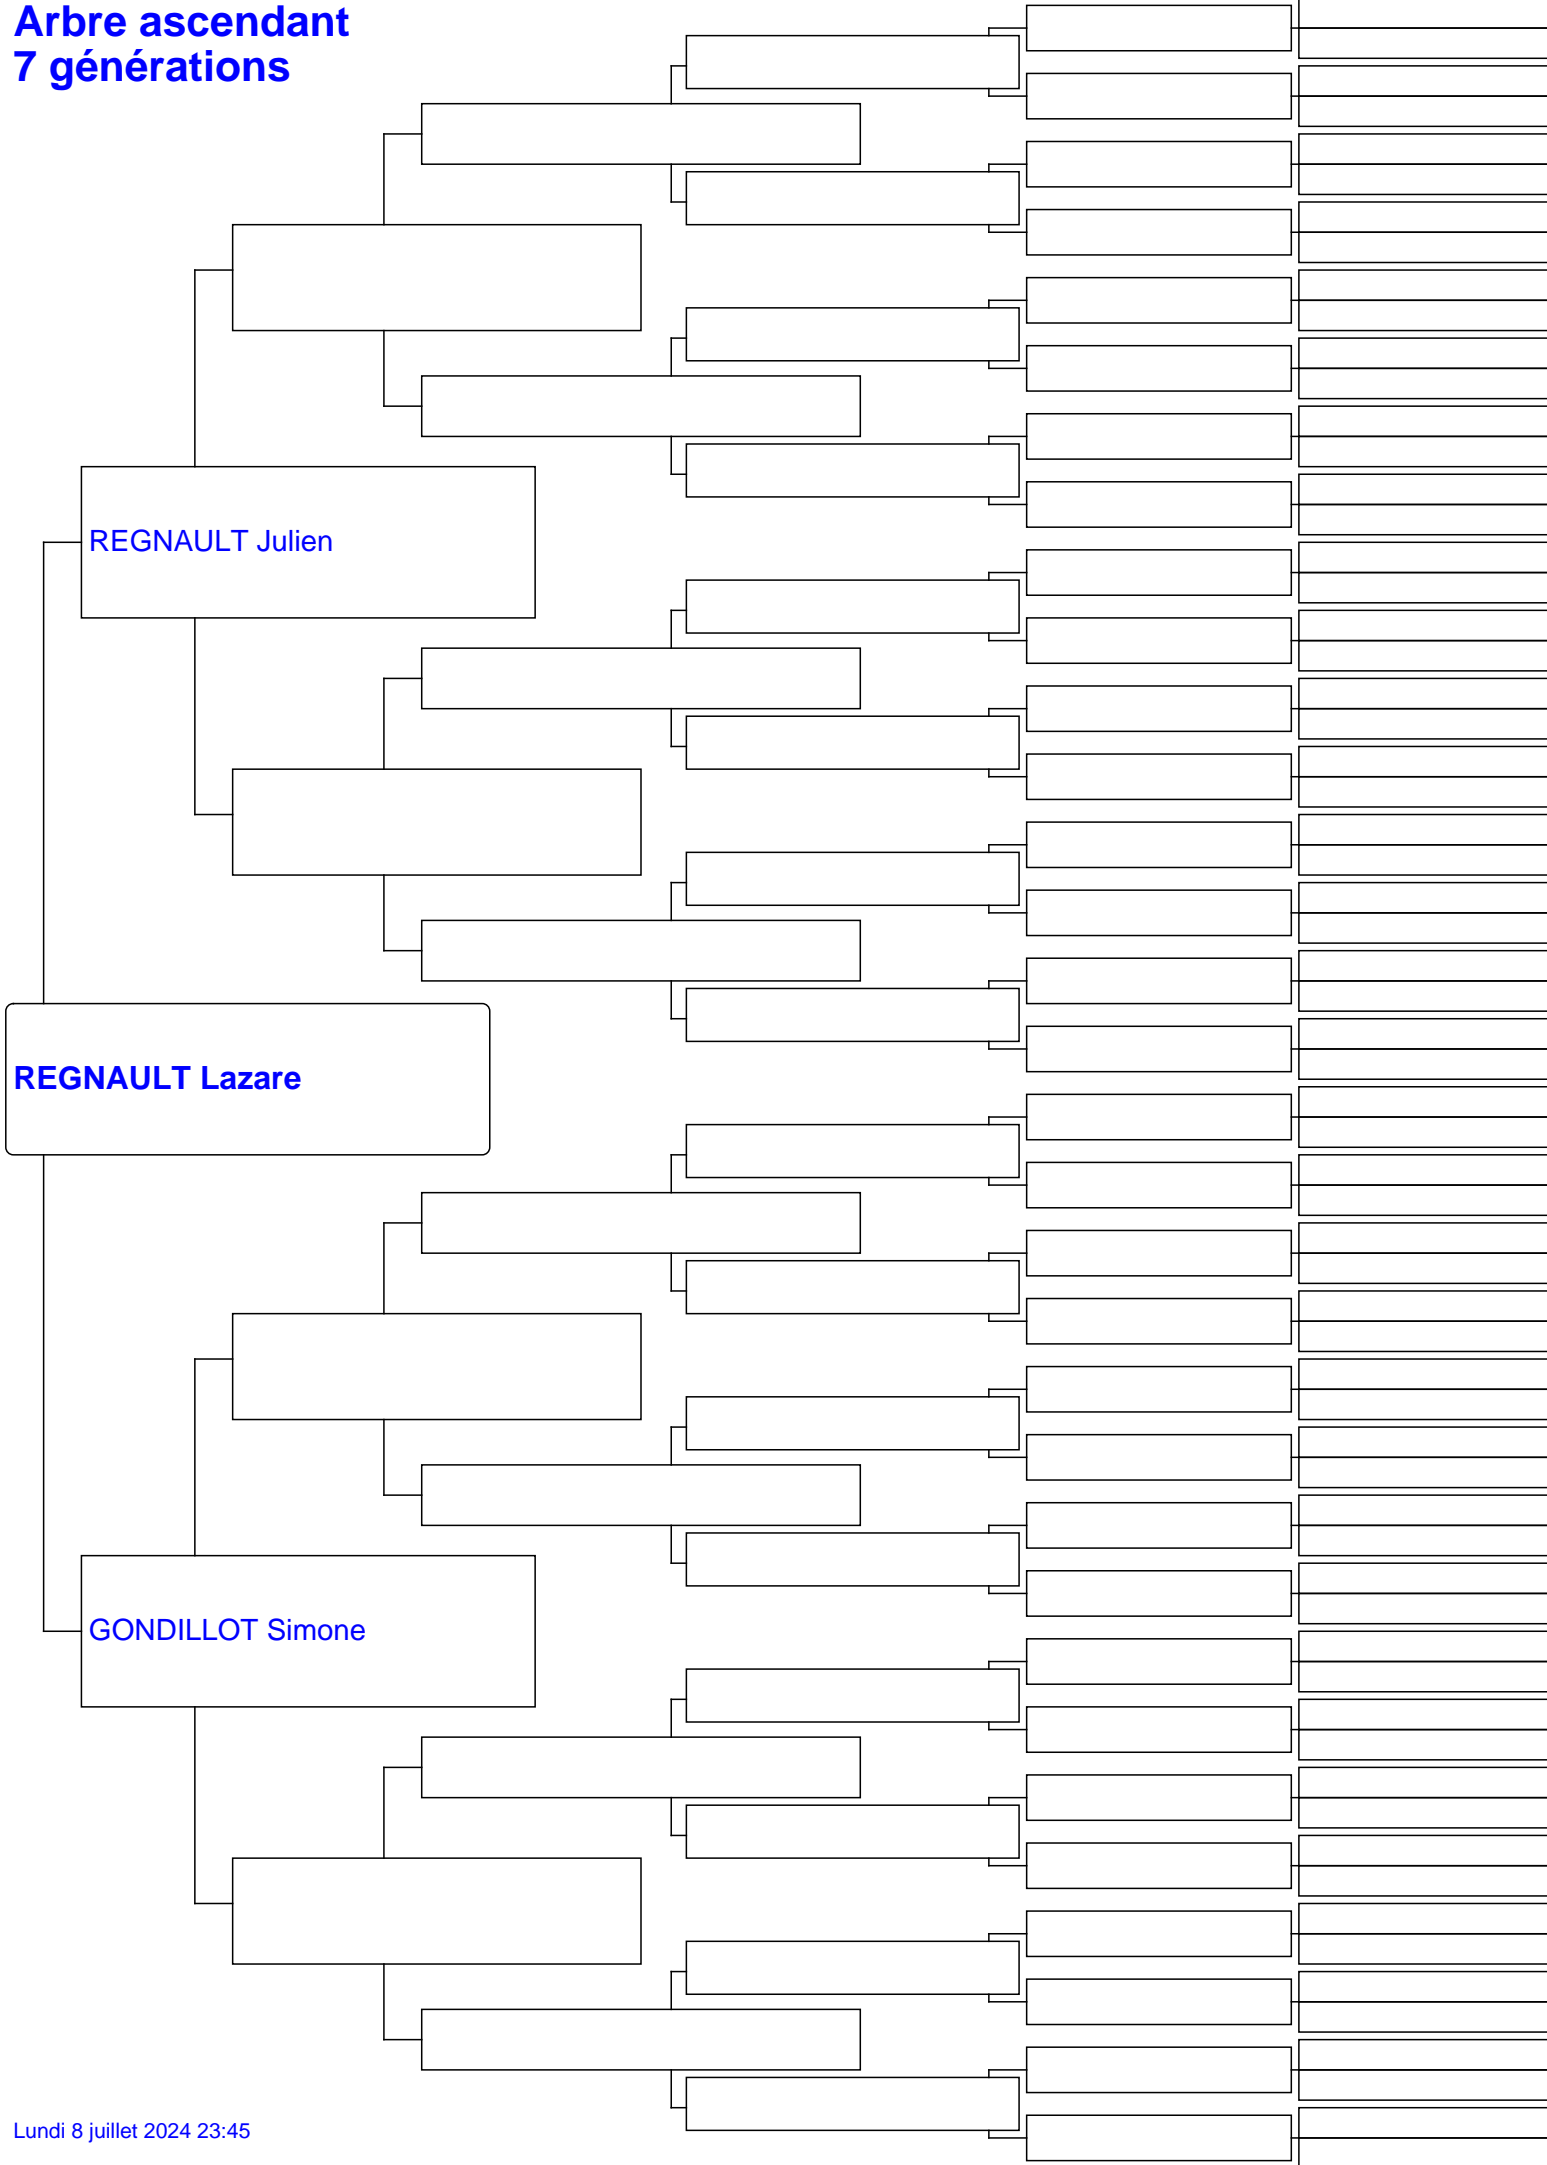 Arbre ascendant
7 générations
REGNAULT Julien
REGNAULT Lazare
GONDILLOT Simone
Lundi 8 juillet 2024 23:45